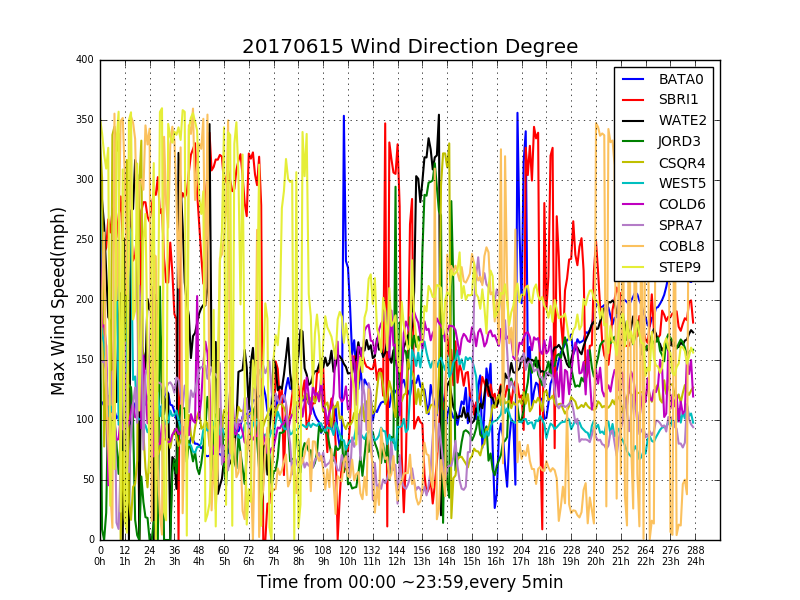 20170615 Wind Direction Degree
Max Wind Speed(mph)
400
350
300
250
200
150
100
50
0
BATA0
SBRI1
WATE2
JORD3
CSQR4
WEST5
COLD6
SPRA7
COBL8
STEP9
0 12 24 36 48 60 72 84 96 108 120 132 144 156 168 180 192 204 216 228 240 252 264 276 288
0h 1h 2h 3h 4h 5h 6h 7h 8h 9h 10h 11h 12h 13h 14h 15h 16h 17h 18h 19h 20h 21h 22h 23h 24h
Time from 00:00 ~23:59,every 5min